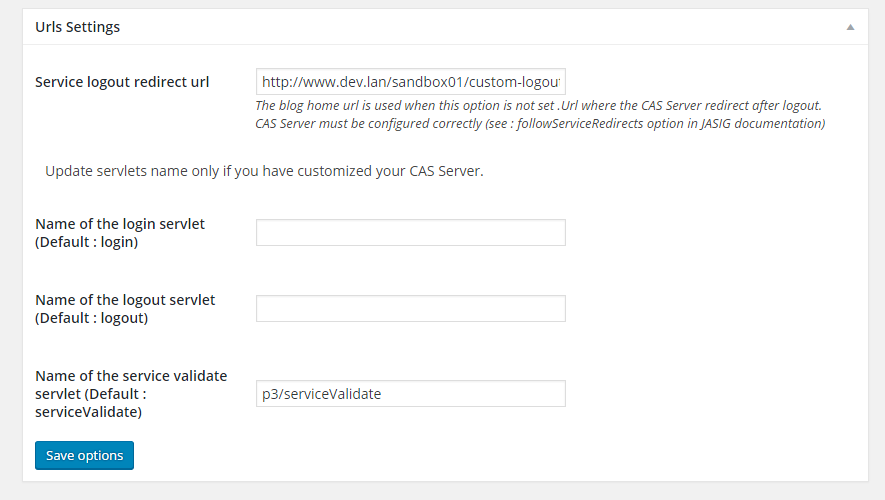 Urls Settings
Service logout redirect url
http://www.dev.lan/sandbox01/custom-logout
The blog home url is used when this option is not set .Url where the CAS Server redirect after logout.
CAS Server must be configured correctly (see : followServiceRedirects option in JASIG documentation)
Update servlets name only if you have customized your CAS Server.
Name of the login servlet
(Default : login)
Name of the logout servlet
(Default : logout)
Name of the service validate
servlet (Default :
serviceValidate)
p3/serviceValidate
Save options